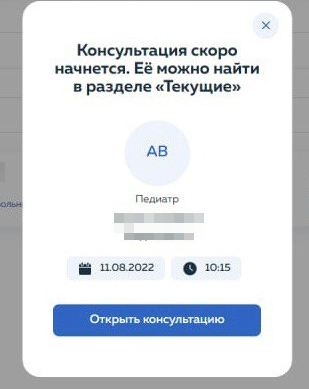 Консультация скоро
начнется. Её можно найти
в разделе «Текущие»
АВ
Педиатр
11.08.2022
10:15
Открыть консультацию